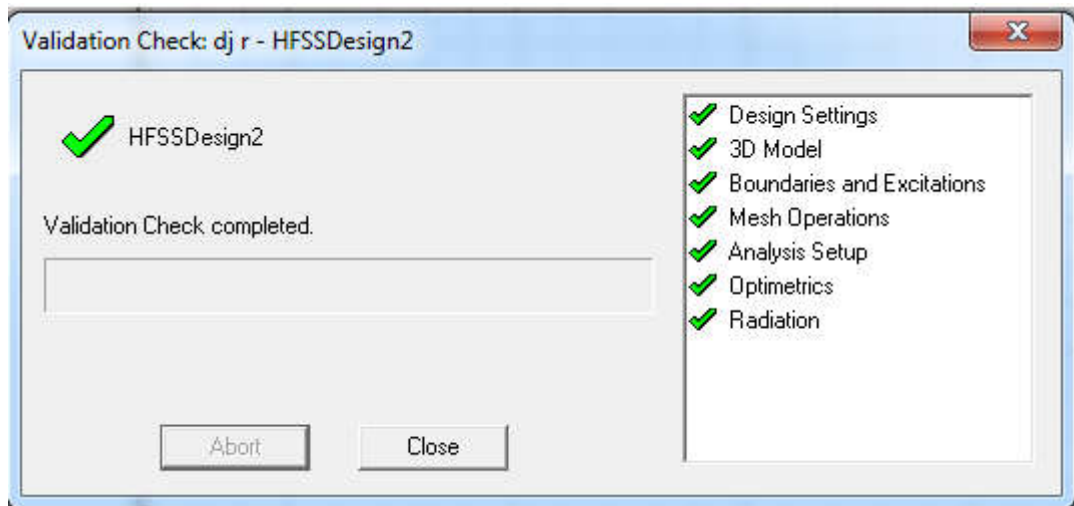 Validation Check: dj r - HFSSDesign2
HFSSDesign2
Validation Check completed.
Abort
Close
Design Settings
3D Model
Boundaries and Excitations
Mesh Operations
Analysis Setup
Optimetrics
Radiation